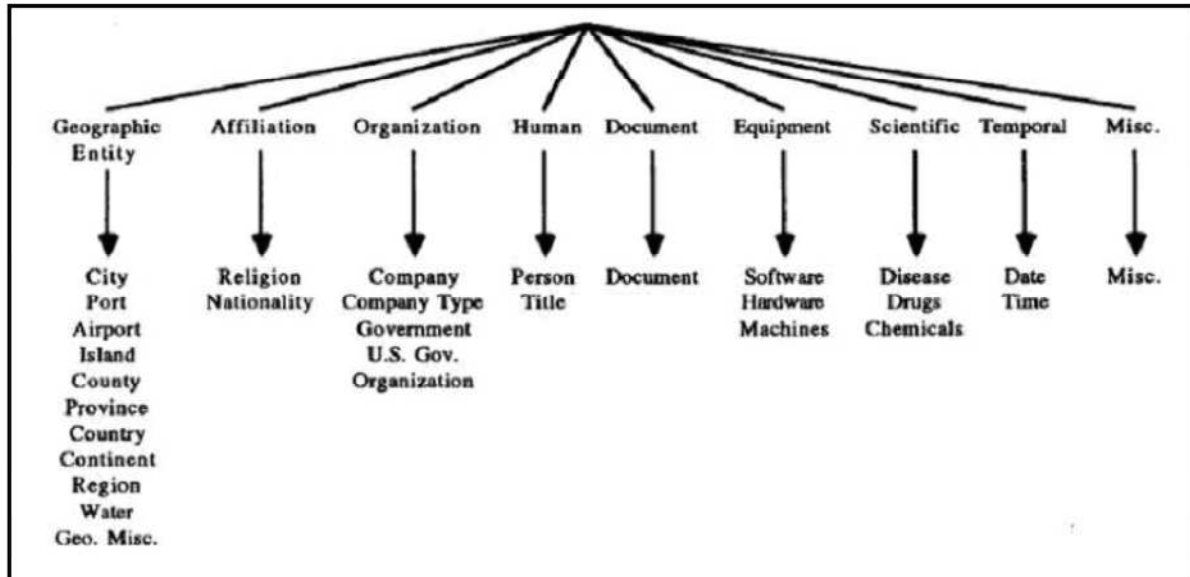 Geographic Entity
Affiliation
Organization
Human
Document
Equipment
Scientific
Temporal
Misc.
City
Port
Airport
Island
County
Province
Country
Continent
Region
Water
Geo. Misc.
Religion
Nationality
Company
Company Type
Government
U.S. Gov.
Organization
Person
Title
Document
Software
Hardware
Machines
Disease
Drugs
Chemicals
Date
Time
Misc.